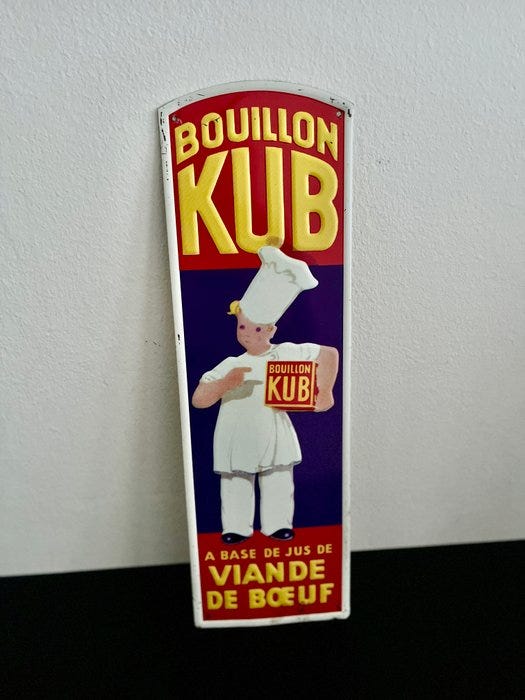 BOUILLON
KUB
BOUILLON
KUB
A BASE DE JUS DE
VIANDE
DE BŒUF